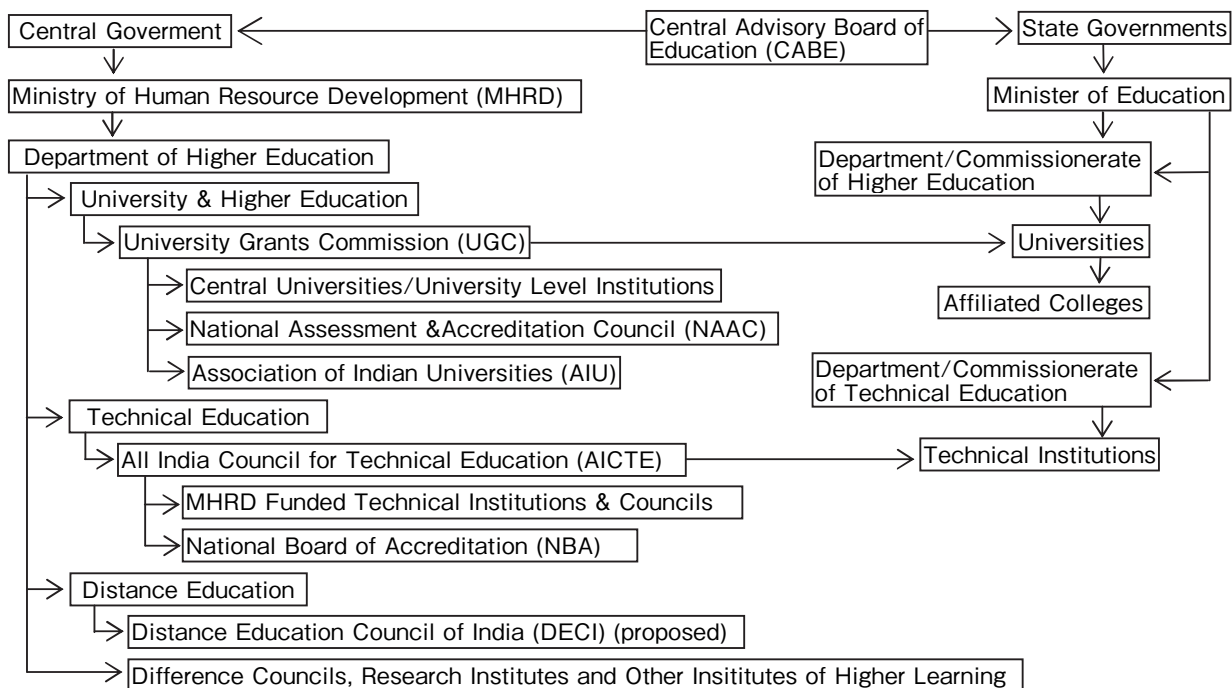 Central Goverment
Central Advisory Board of
Education (CABE)
State Governments
Ministry of Human Resource Development (MHRD)
Minister of Education
Department of Higher Education
Department/Commissionerate
of Higher Education
University & Higher Education
University Grants Commission (UGC)
Universities
Central Universities/University Level Institutions
Affiliated Colleges
National Assessment &Accreditation Council (NAAC)
Association of Indian Universities (AIU)
Department/Commissionerate
of Technical Education
Technical Education
All India Council for Technical Education (AICTE)
Technical Institutions
MHRD Funded Technical Institutions & Councils
National Board of Accreditation (NBA)
Distance Education
Distance Education Council of India (DECI) (proposed)
Difference Councils, Research Institutes and Other Insititutes of Higher Learning